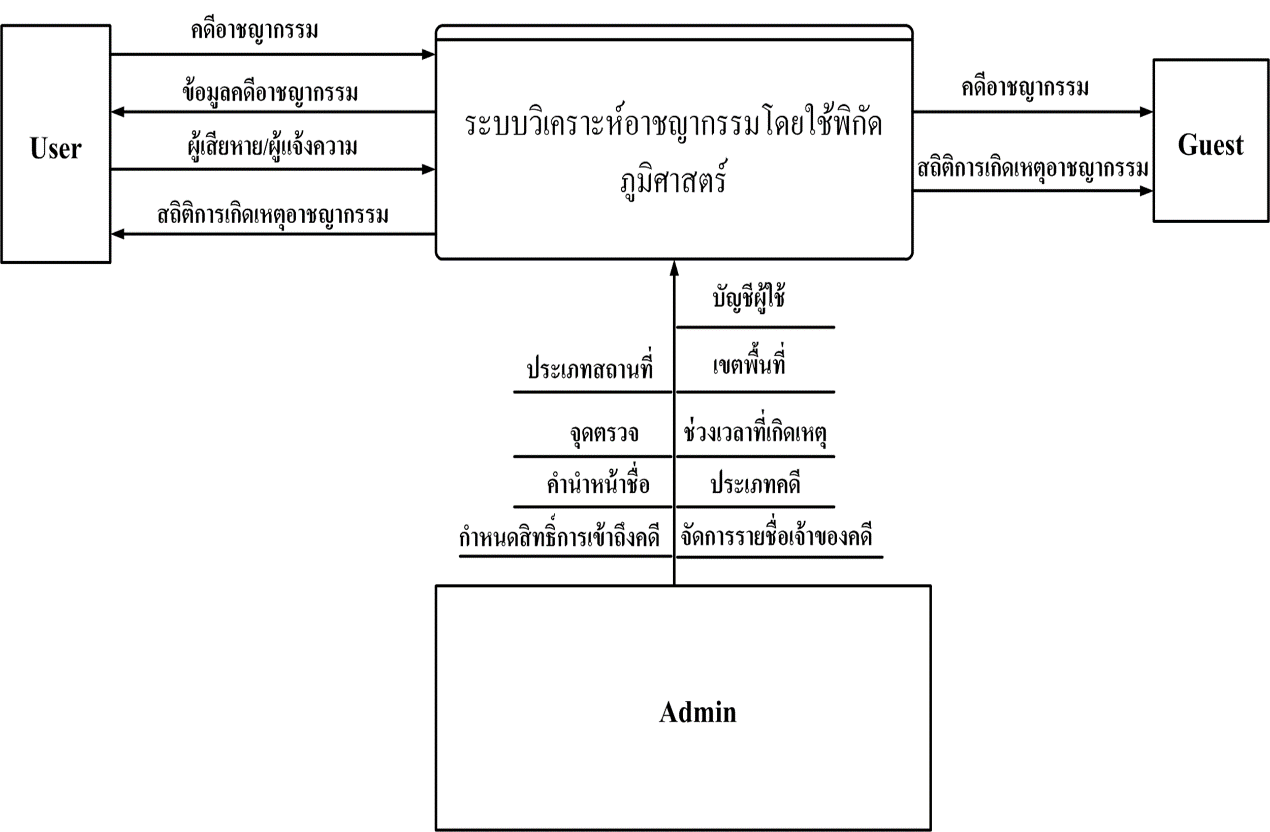 User
คดีอาชญากรรม
ข้อมูลคดีอาชญากรรม
ผู้เสียหาย/ผู้แจ้งความ
สถิติการเกิดเหตุอาชญากรรม
ระบบวิเคราะห์อาชญากรรมโดยใช้พิกัด
ภูมิศาสตร์
คดีอาชญากรรม
สถิติการเกิดเหตุอาชญากรรม
Guest
บัญชีผู้ใช้
ประเภทสถานที่
เขตพื้นที่
จุดตรวจ
ช่วงเวลาที่เกิดเหตุ
คำนำหน้าชื่อ
ประเภทคดี
กำหนดสิทธิ์การเข้าถึงคดี
จัดการรายชื่อเจ้าของคดี
Admin